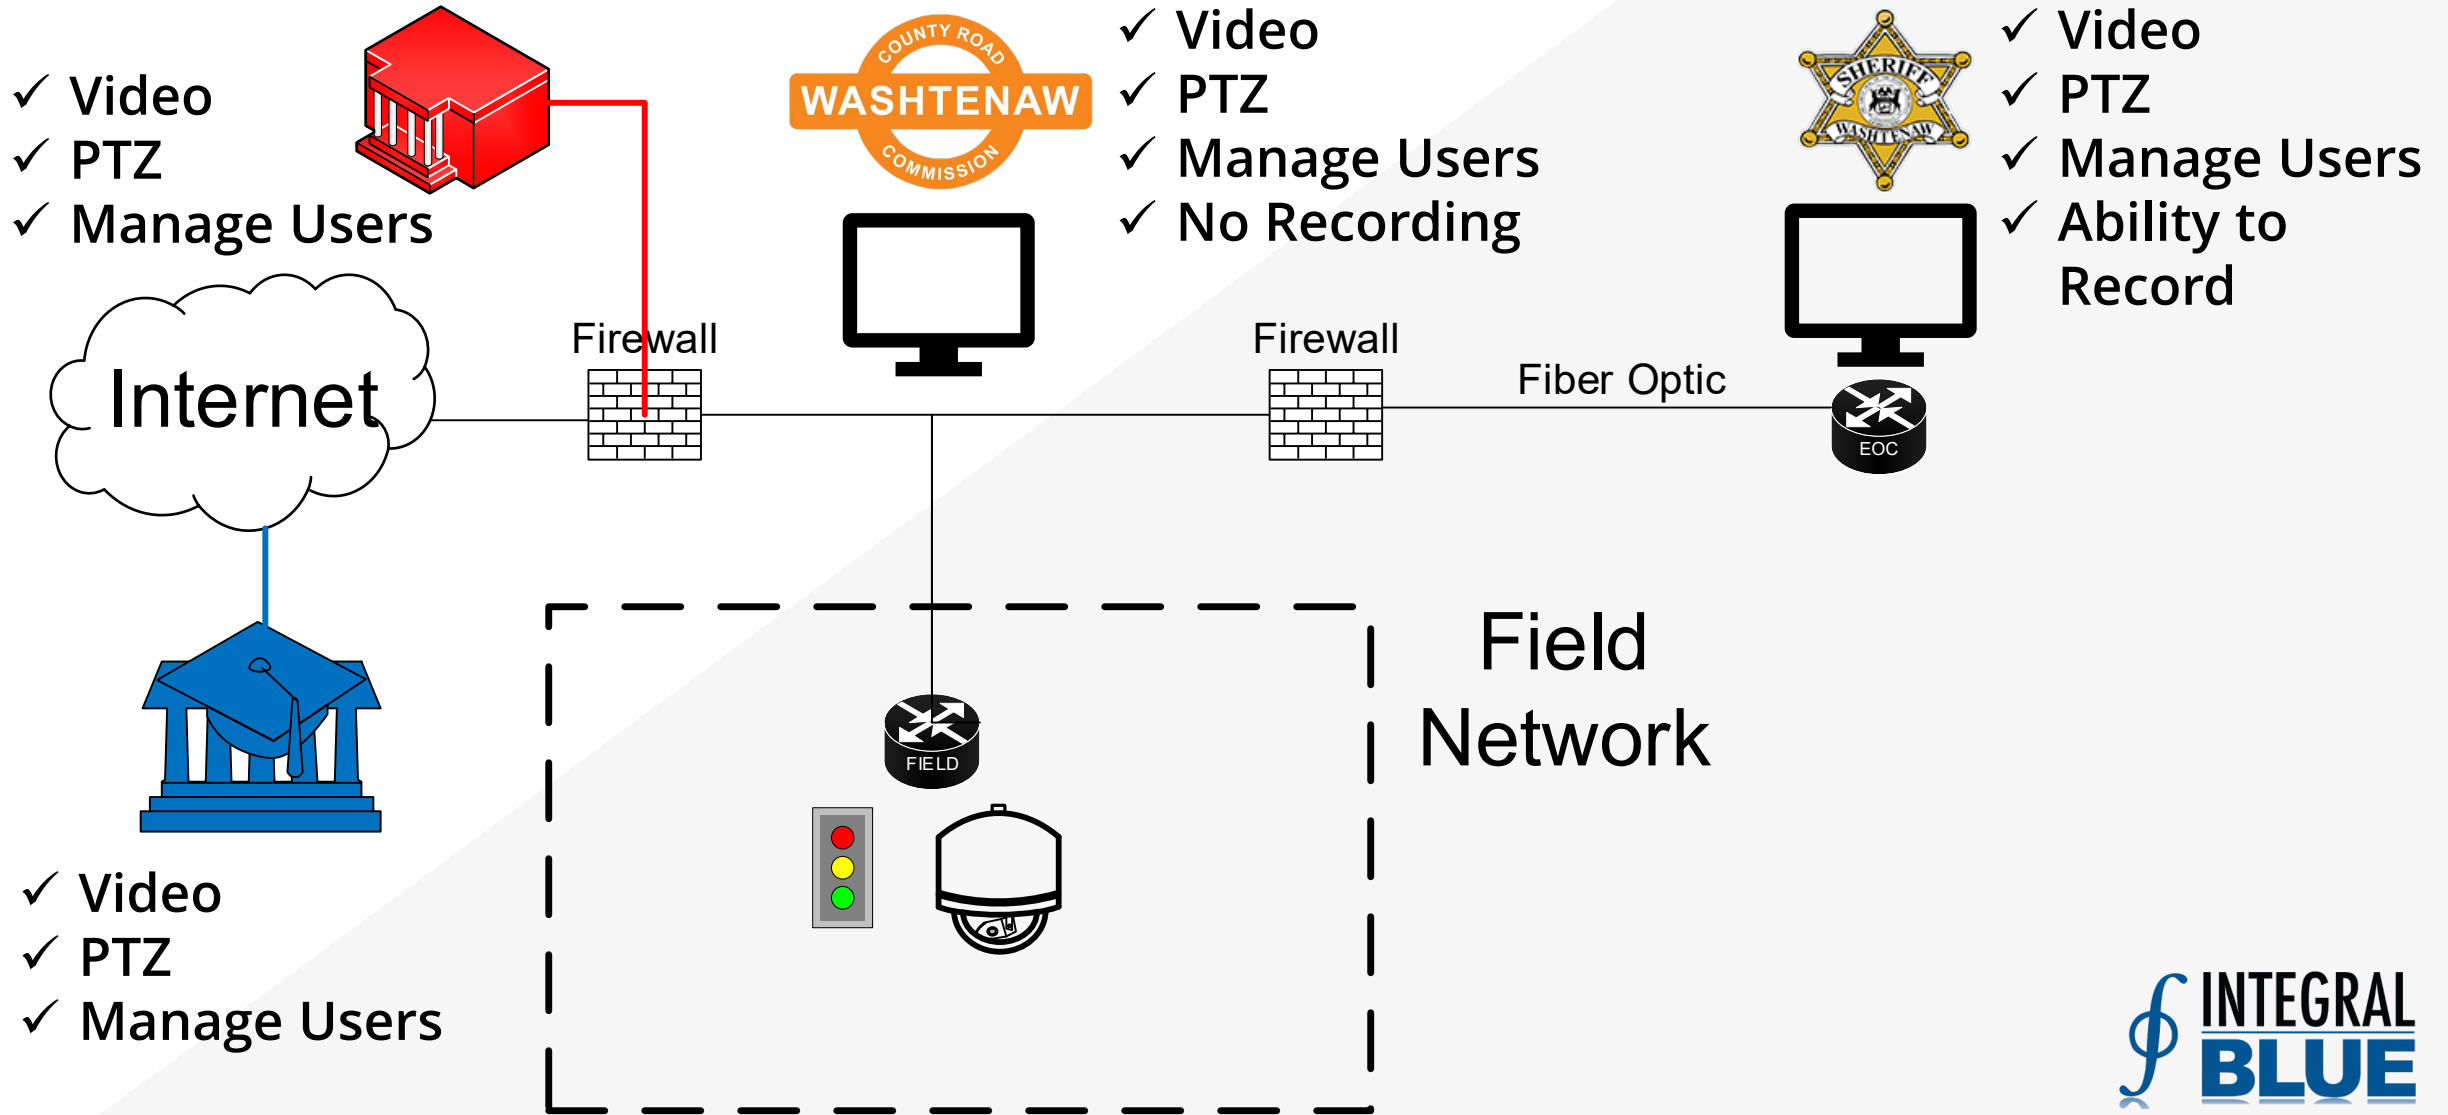 ✓ Video
✓ PTZ
✓ Manage Users
COUNTY ROAD
WASHTENAW
COMMISSION
✓ Video
✓ PTZ
✓ Manage Users
✓ No Recording
SHERIFF
WASHTENAW
✓ Video
✓ PTZ
✓ Manage Users
✓ Ability to
Record
Internet
Firewall
Firewall
Fiber Optic
EOC
Field
Network
FIELD
✓ Video
✓ PTZ
✓ Manage Users
INTEGRAL
BLUE